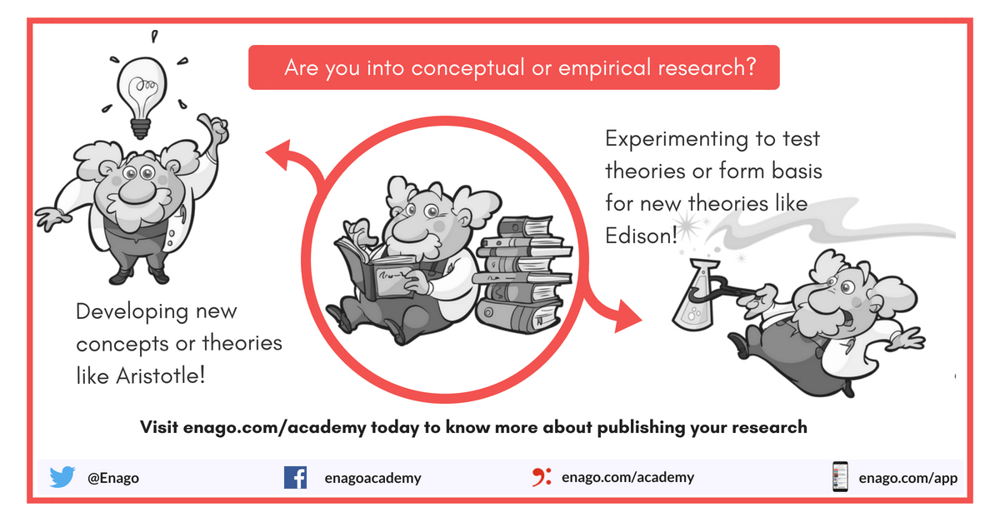 Are you into conceptual or empirical research?
Experimenting to test
theories or form basis
for new theories like
Edison!
Developing new
concepts or theories
like Aristotle!
Visit enago.com/academy today to know more about publishing your research
@Enago
enagoacademy
enago.com/academy
enago.com/app